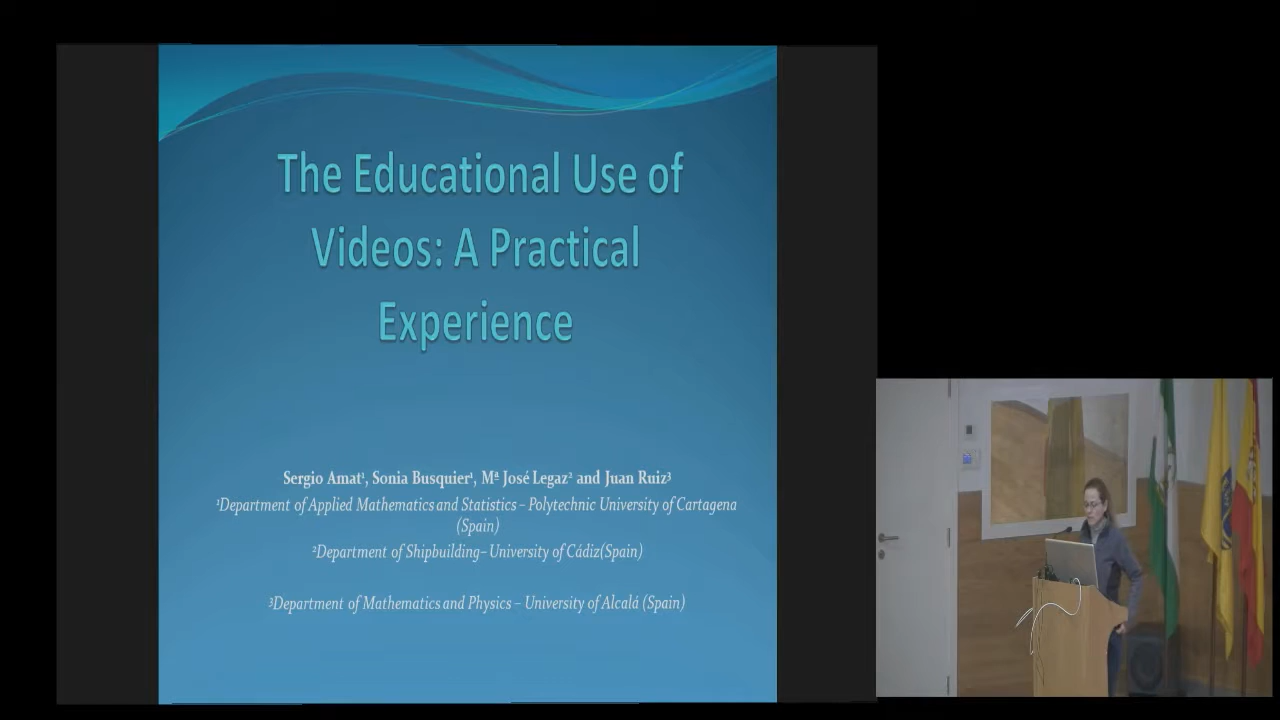 The Educational Use of
Videos: A Practical
Experience
Sergio Amat¹, Sonia Busquier¹, Mª José Legaz² and Juan Ruiz³
¹Department of Applied Mathematics and Statistics – Polytechnic University of Cartagena
(Spain)
²Department of Shipbuilding– University of Cádiz(Spain)
³Department of Mathematics and Physics – University of Alcalá (Spain)